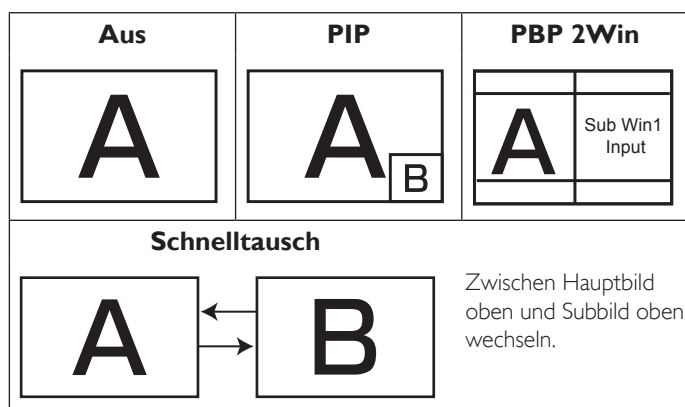 Aus
PIP
PBP 2Win
A
A
B
A
Sub Win1
Input
Schnelltausch
A
B
Zwischen Hauptbild
oben und Subbild oben
wechseln.